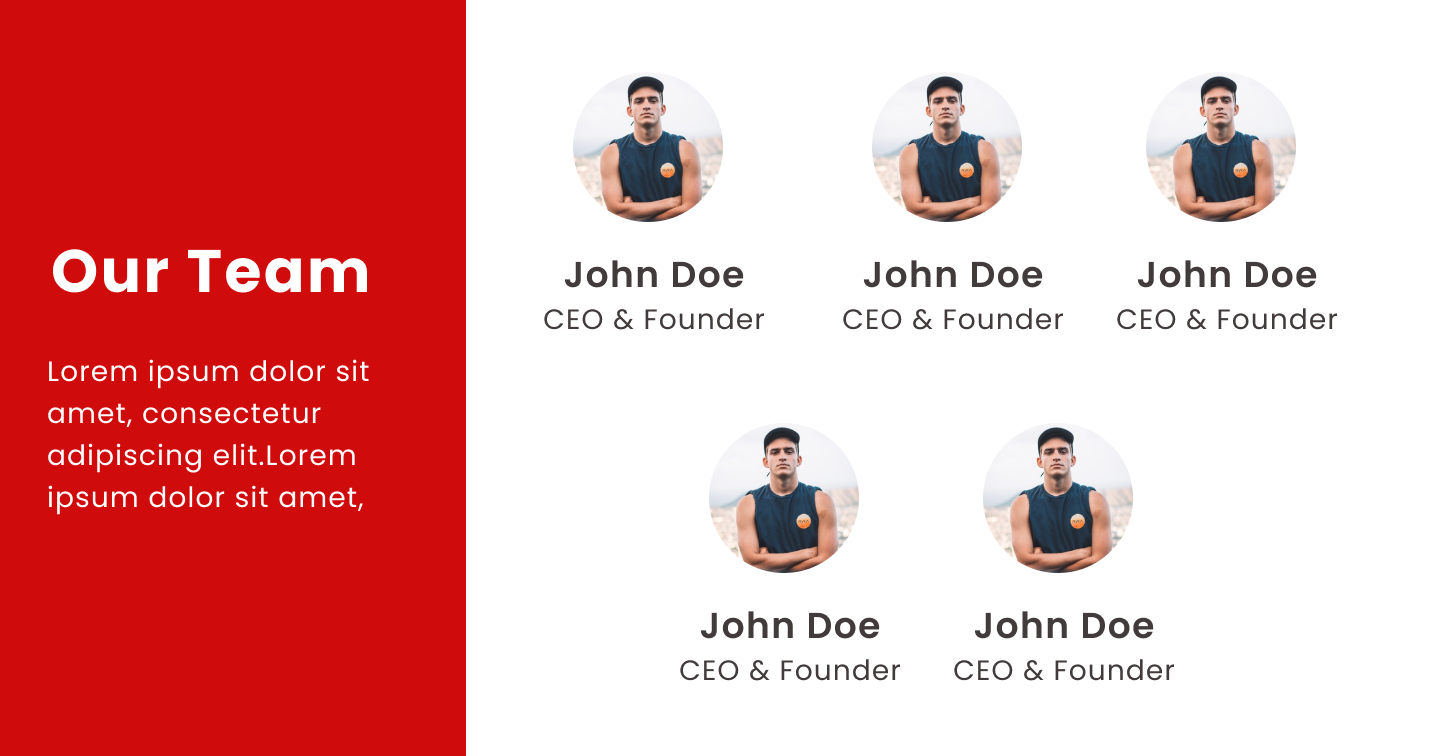 Our Team
Lorem ipsum dolor sit
amet, consectetur
adipiscing elit.Lorem
ipsum dolor sit amet,
John Doe
CEO & Founder
John Doe
CEO & Founder
John Doe
CEO & Founder
John Doe
CEO & Founder
John Doe
CEO & Founder